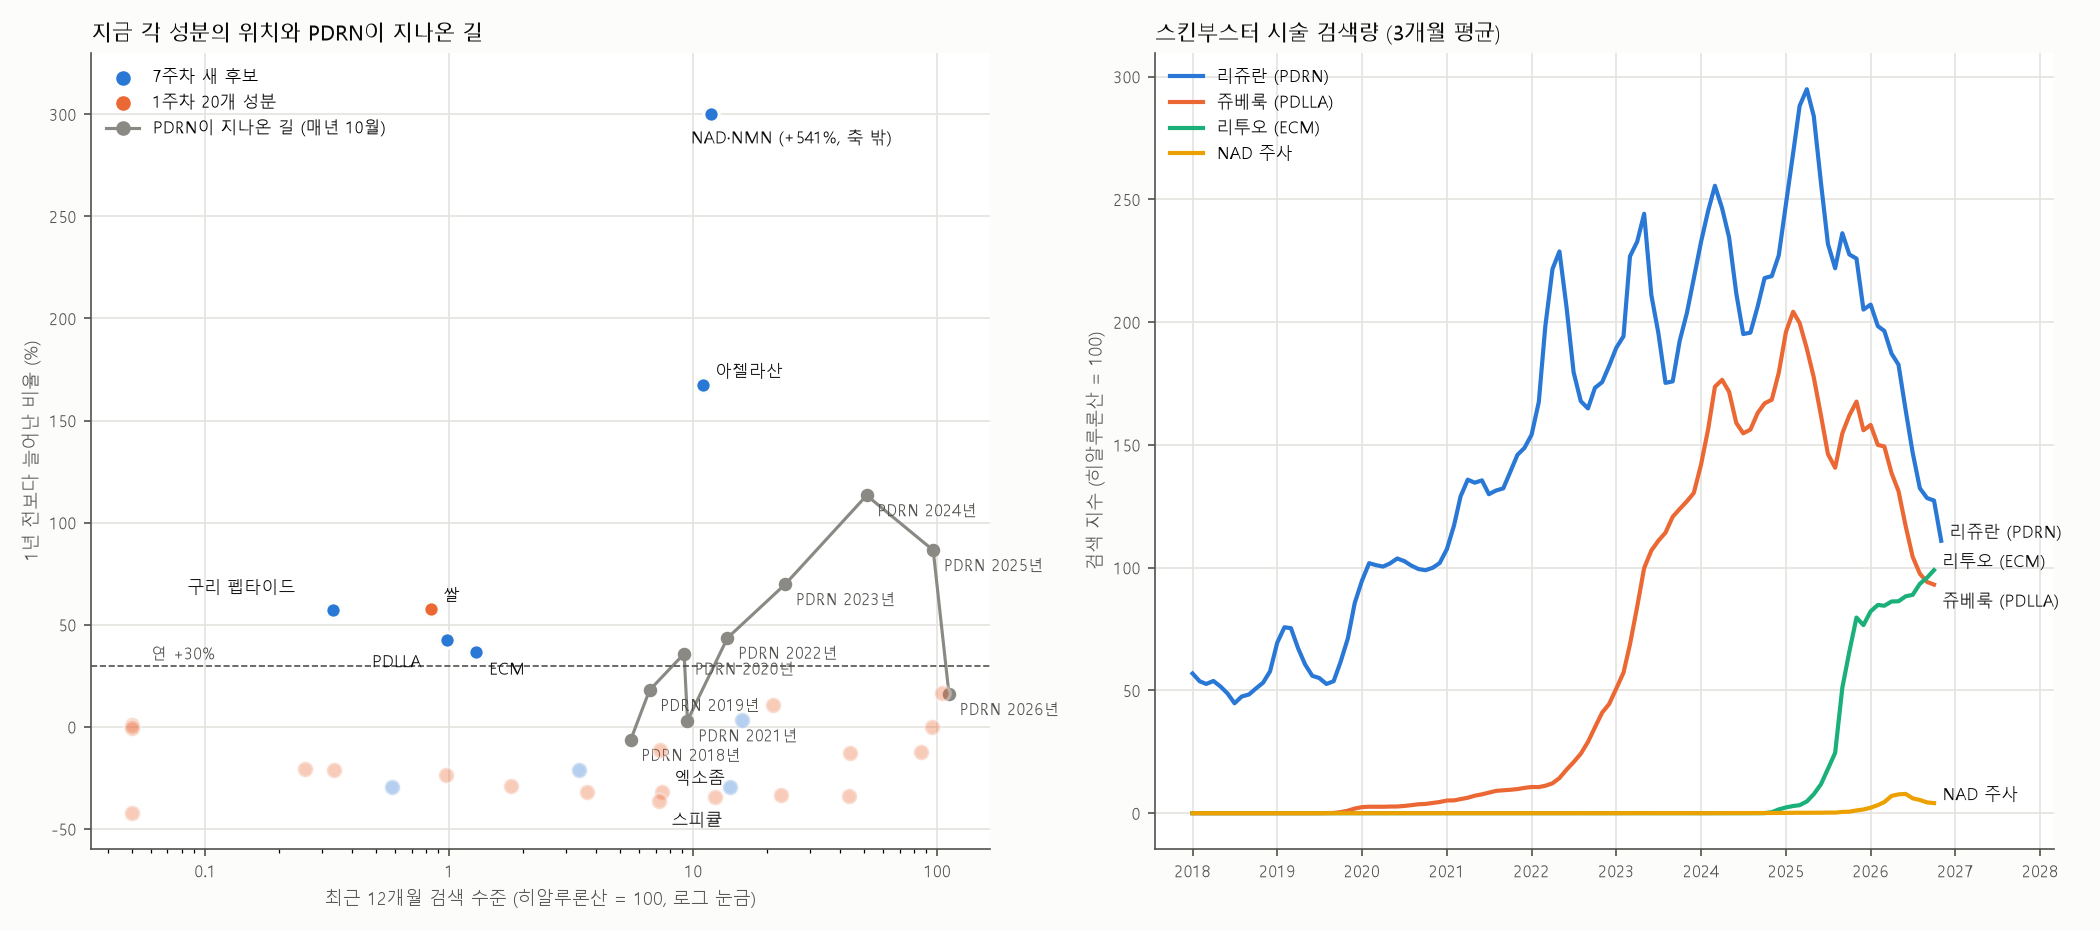 지금 각 성분의 위치와 PDRN이 지나온 길
7주차 새 후보
1주차 20개 성분
PDRN이 지나온 길 (매년 10월)
NAD·NMN (+541%, 축 밖)
아젤라산
구리 펩타이드
쌀
PDLLA
ECM
연 +30%
PDRN 2024년
PDRN 2025년
PDRN 2023년
PDRN 2022년
PDRN 2020년
PDRN 2019년
PDRN 2026년
PDRN 2021년
PDRN 2018년
엑소좀
스피큘
300
250
200
150
100
50
0
-50
0.1
1
10
100
1년 전보다 늘어난 비율 (%)
최근 12개월 검색 수준 (히알루론산 = 100, 로그 눈금)
스킨부스터 시술 검색량 (3개월 평균)
리쥬란 (PDRN)
쥬베룩 (PDLLA)
리투오 (ECM)
NAD 주사
리쥬란 (PDRN)
리투오 (ECM)
쥬베룩 (PDLLA)
NAD 주사
300
250
200
150
100
50
0
2018
2019
2020
2021
2022
2023
2024
2025
2026
2027
2028
검색 지수 (히알루론산 = 100)